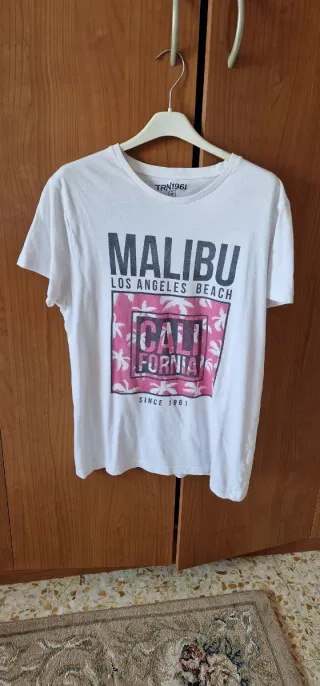 TRN1961
MALIBU
LOS ANGELES BEACH
CALI
FORNIA
SINCE 1961